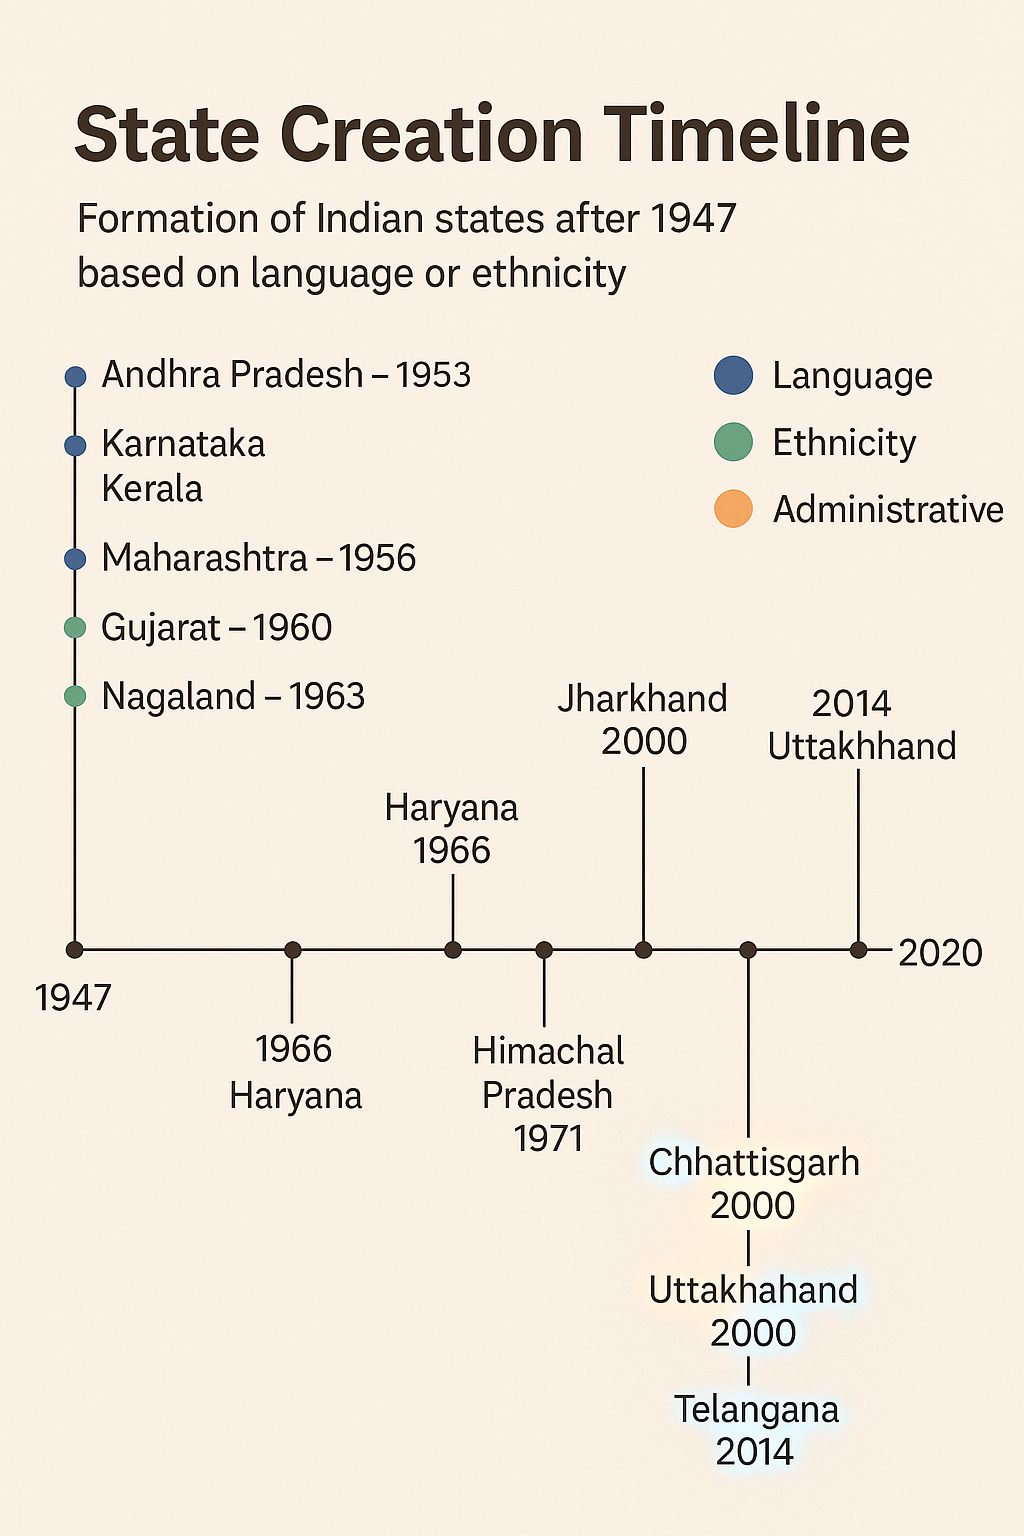 State Creation Timeline
Formation of Indian states after 1947
based on language or ethnicity
Andhra Pradesh – 1953
Karnataka
Kerala
Maharashtra – 1956
Gujarat – 1960
Nagaland – 1963
Language
Ethnicity
Administrative
Jharkhand
2000
2014
Uttakhhand
Haryana
1966
2020
1947
1966
Haryana
Himachal
Pradesh
1971
Chhattisgarh
2000
Uttakhahand
2000
Telangana
2014